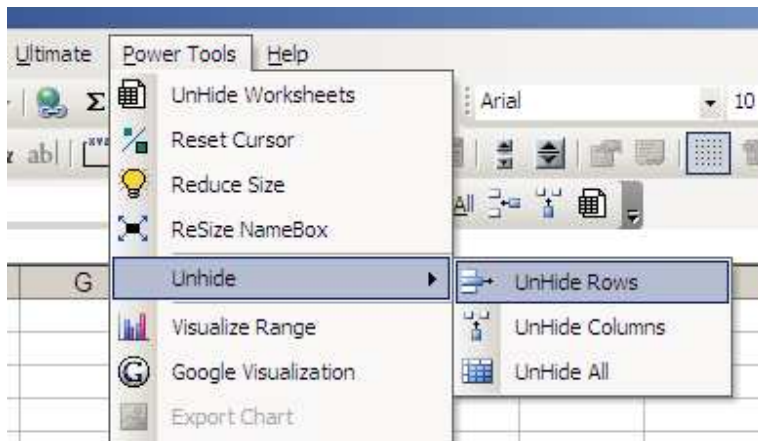 Ultimate Power Tools Help
UnHide Worksheets
Arial 10
Reset Cursor
ab|
Reduce Size
All
ReSize NameBox
G
Unhide
UnHide Rows
Visualize Range
UnHide Columns
Google Visualization
UnHide All
Export Chart